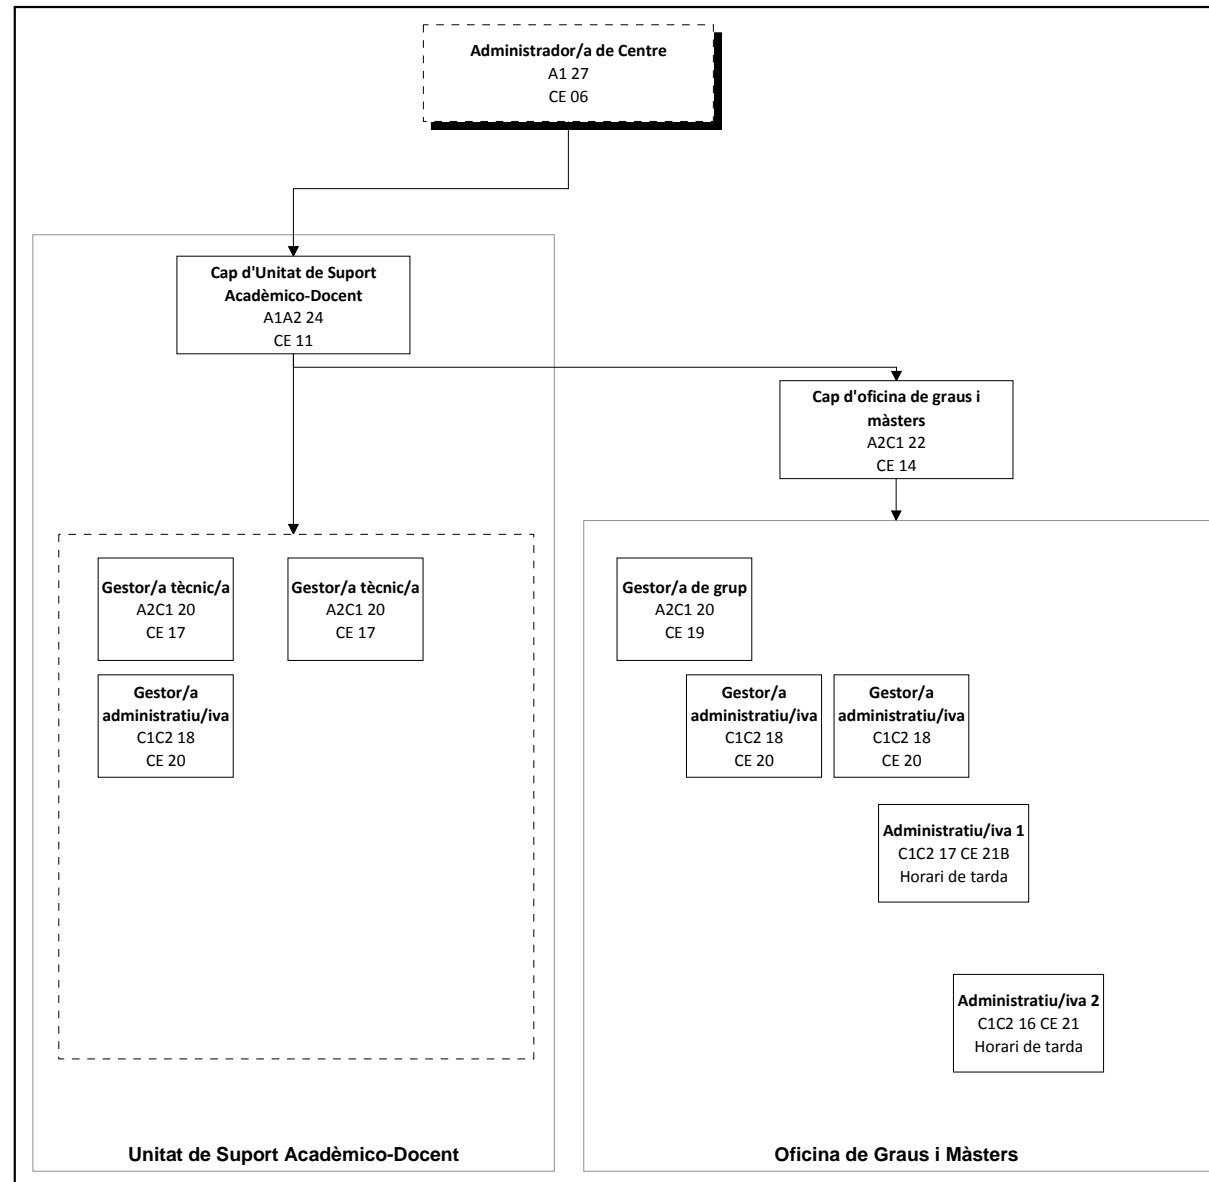 Administrador/a de Centre
A1 27
CE 06
Cap d'Unitat de Suport
Acadèmico-Docent
A1A2 24
CE 11
Cap d'oficina de graus i
màsters
A2C1 22
CE 14
Gestor/a tècnic/a
A2C1 20
CE 17
Gestor/a tècnic/a
A2C1 20
CE 17
Gestor/a
administratiu/iva
C1C2 18
CE 20
Gestor/a de grup
A2C1 20
CE 19
Gestor/a
administratiu/iva
C1C2 18
CE 20
Gestor/a
administratiu/iva
C1C2 18
CE 20
Administratiu/iva 1
C1C2 17 CE 21B
Horari de tarda
Administratiu/iva 2
C1C2 16 CE 21
Horari de tarda
Unitat de Suport Acadèmico-Docent
Oficina de Graus i Màsters